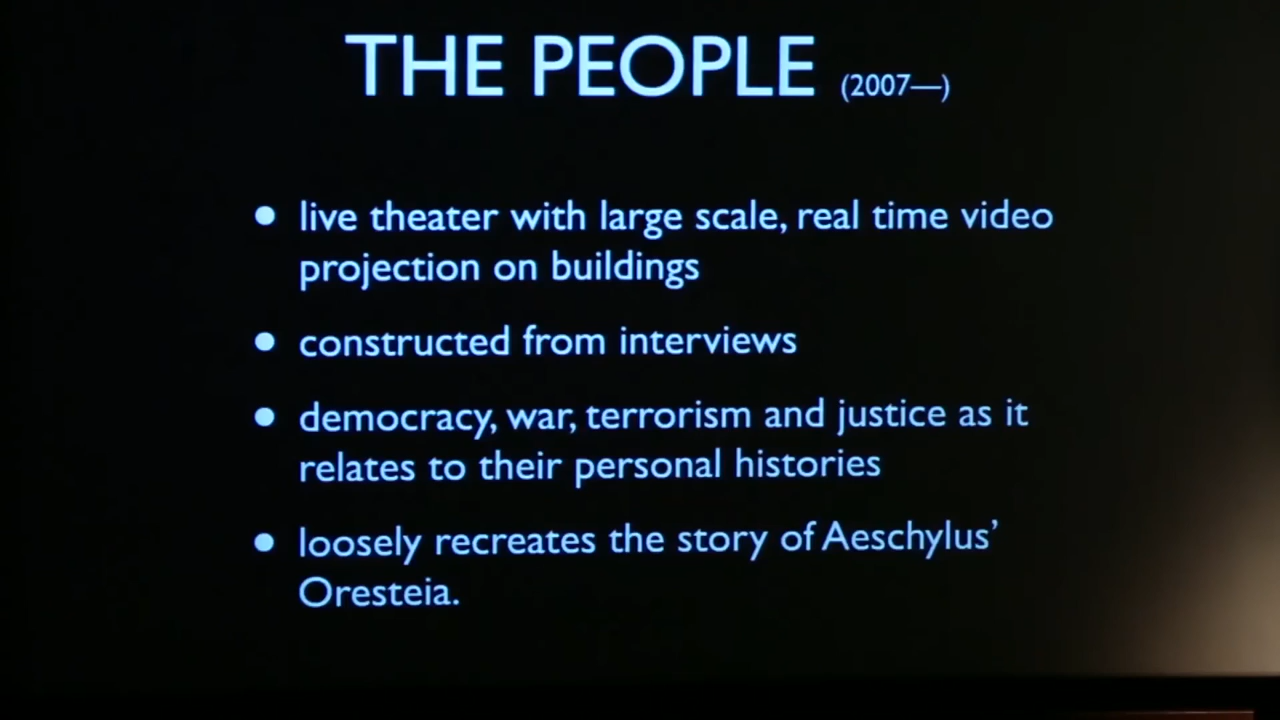 THE PEOPLE (2007—)
• live theater with large scale, real time video
projection on buildings
• constructed from interviews
• democracy, war, terrorism and justice as it
relates to their personal histories
• loosely recreates the story of Aeschylus’
Oresteia.